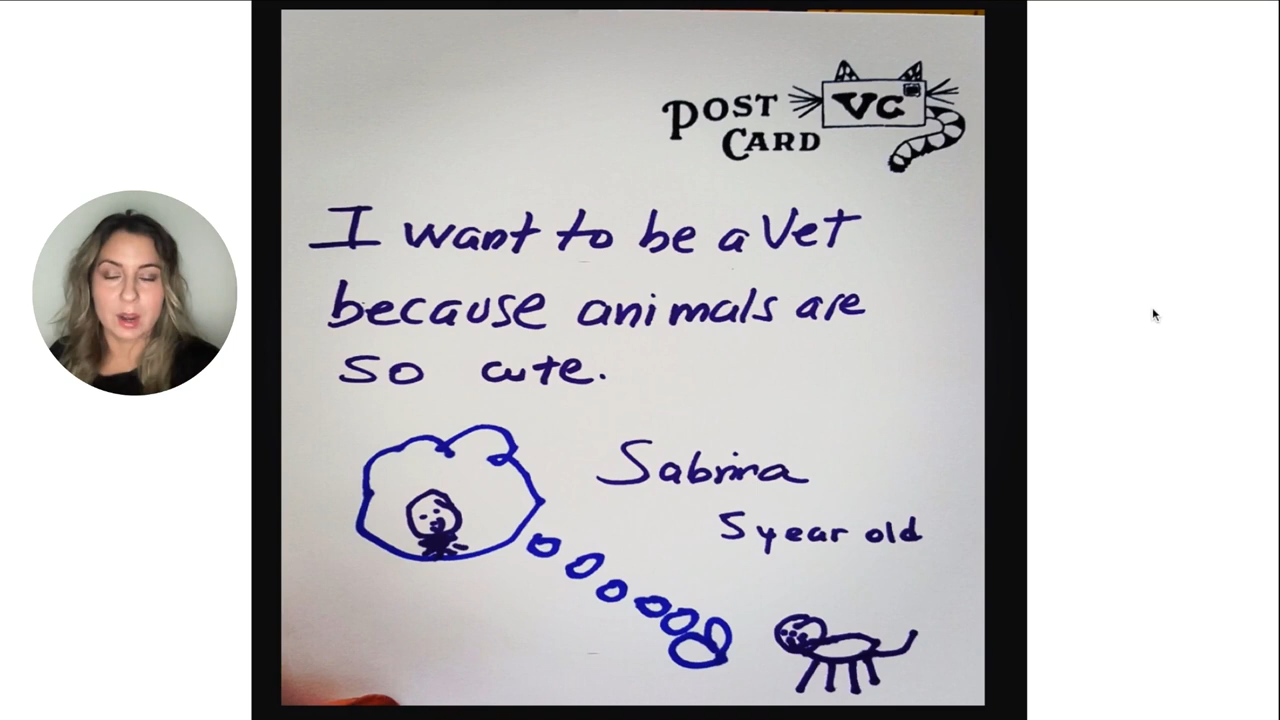 POST
CARD
VC
I want to be a Vet
because animals are
so cute.
Sabrina
5 year old